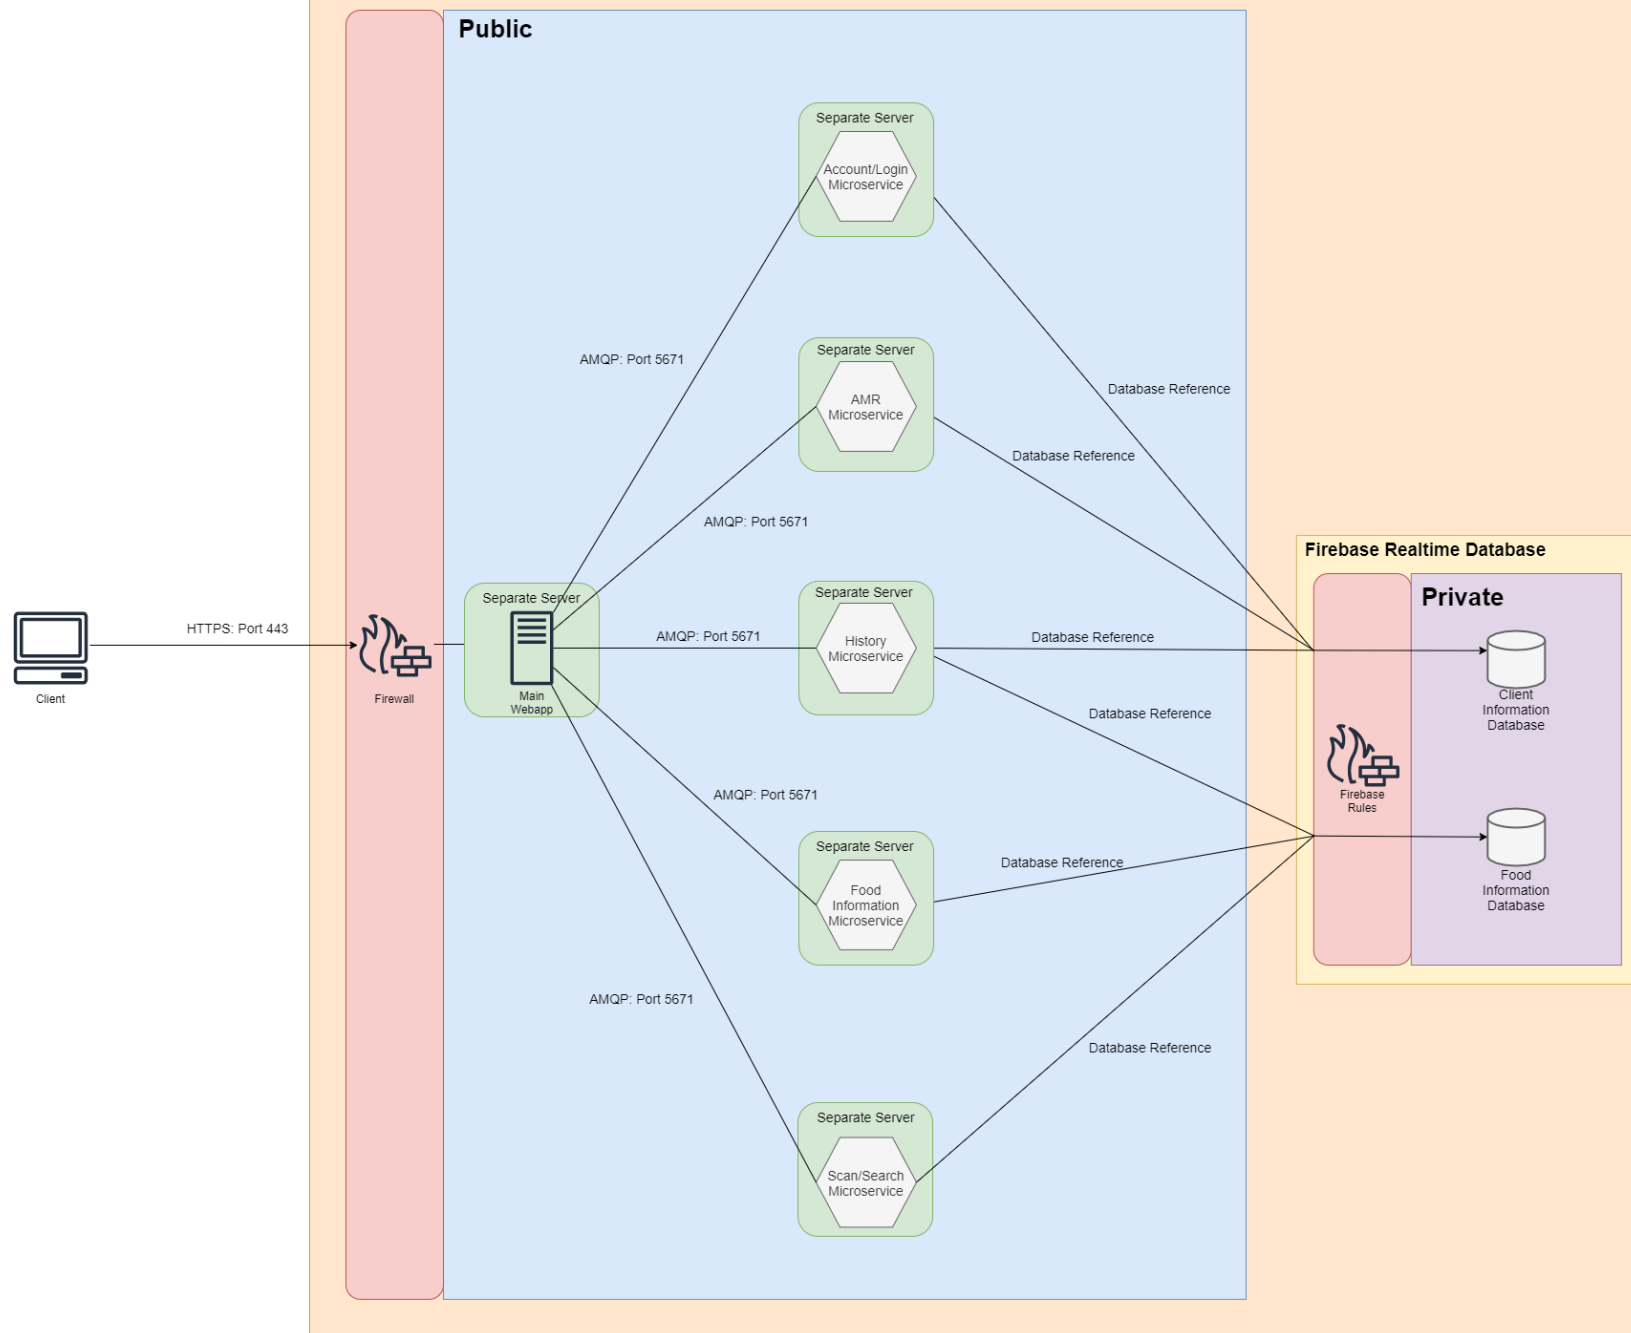 Public
Separate Server
Account/Login
Microservice
AMQP: Port 5671
Database Reference
Separate Server
AMR
Microservice
Database Reference
AMQP: Port 5671
Firebase Realtime Database
Private
Separate Server
Main
Webapp
Separate Server
History
Microservice
HTTPS: Port 443
AMQP: Port 5671
Database Reference
Client
Firewall
Client
Information
Database
Database Reference
Firebase
Rules
AMQP: Port 5671
Separate Server
Food
Information
Microservice
Database Reference
Food
Information
Database
AMQP: Port 5671
Database Reference
Separate Server
Scan/Search
Microservice